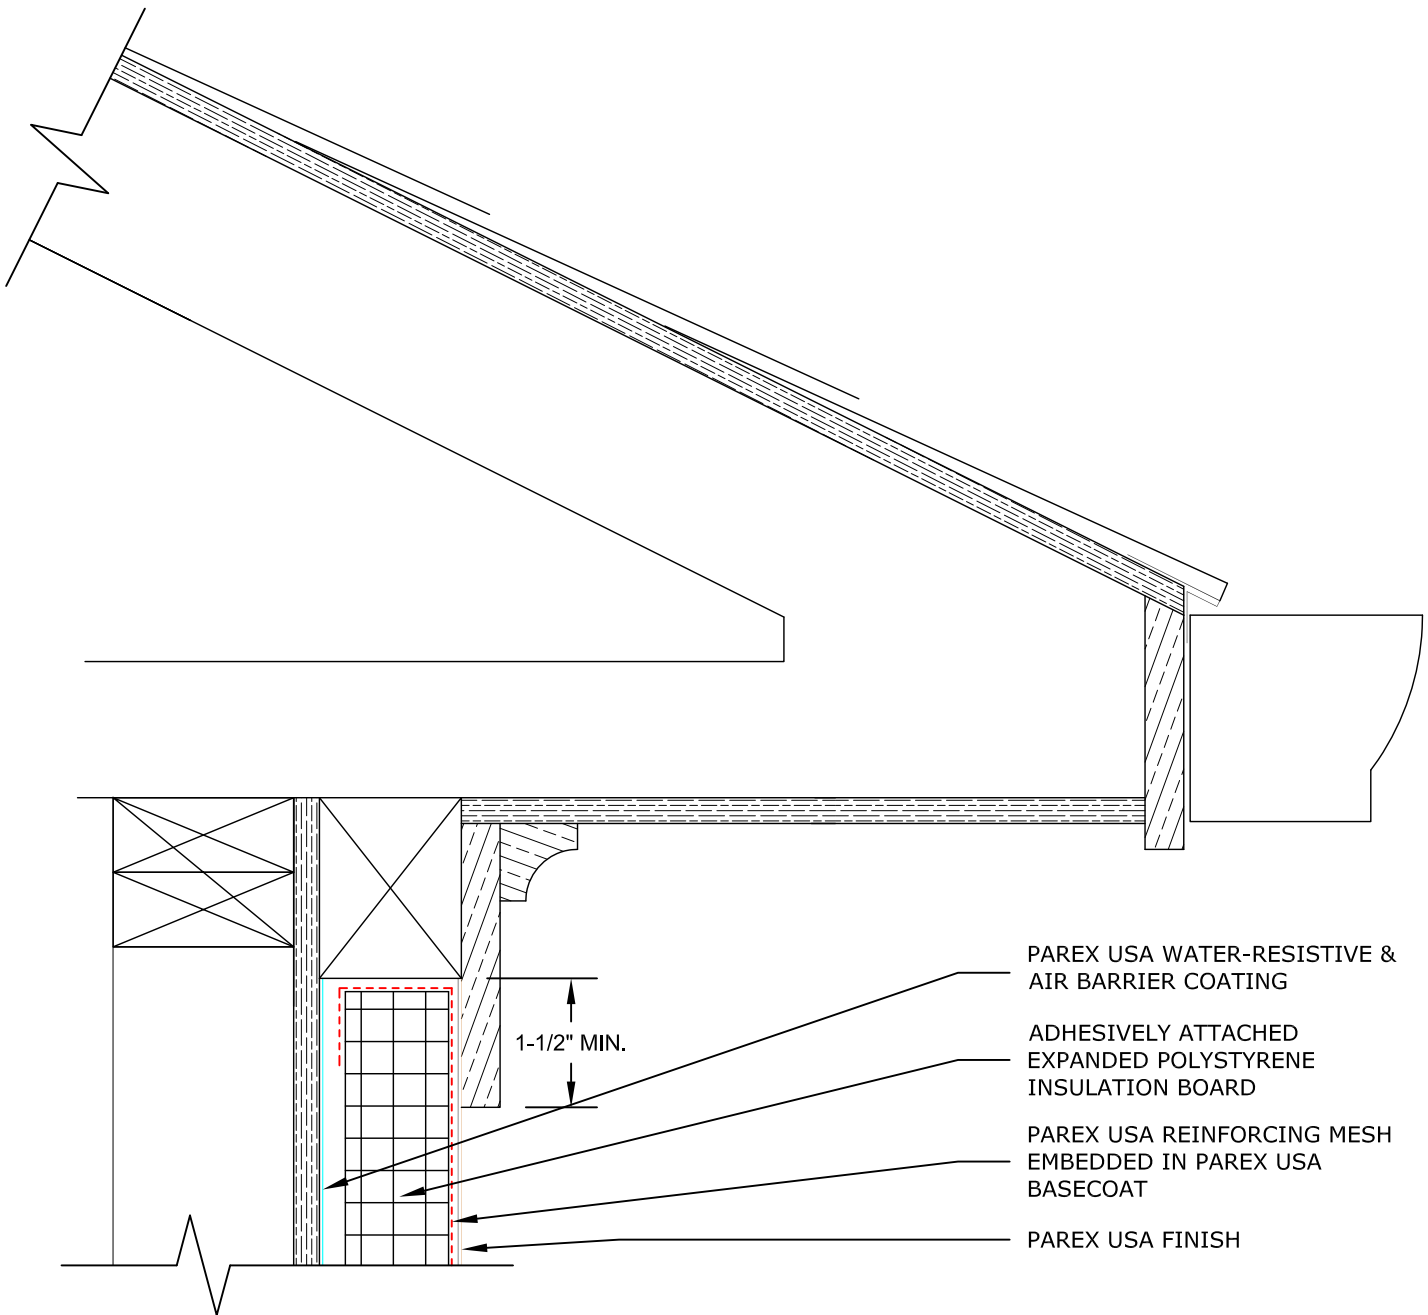 PAREX USA WATER-RESISTIVE &
AIR BARRIER COATING
ADHESIVELY ATTACHED
EXPANDED POLYSTYRENE
INSULATION BOARD
1-1/2" MIN.
PAREX USA REINFORCING MESH
EMBEDDED IN PAREX USA
BASECOAT
PAREX USA FINISH